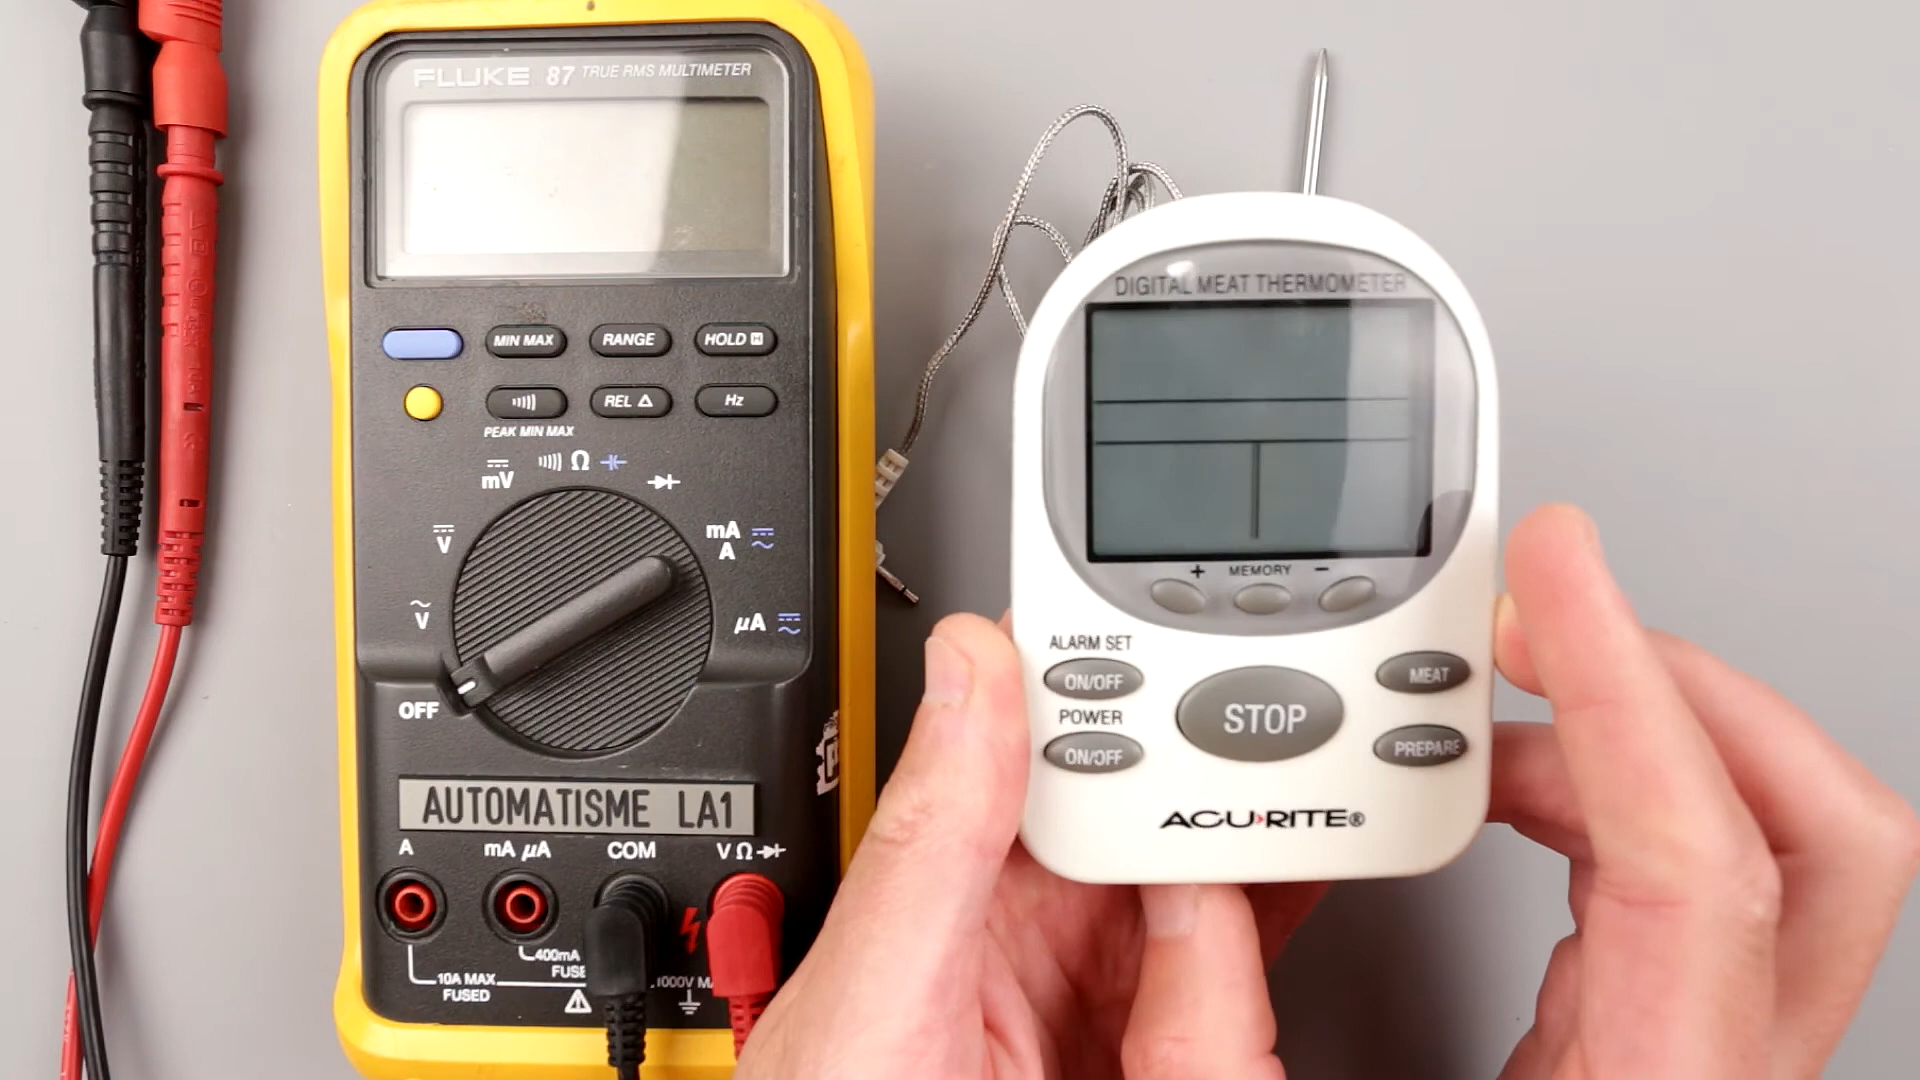 FLUKE 87 TRUE RMS MULTIMETER
MIN MAX
RANGE
HOLD H
REL Δ
Hz
PEAK MIN MAX
mV
Ω
V
mA
A
V
µA
OFF
AUTOMATISME LA1
A
mA µA
COM
V Ω
400mA
FUSE
10A MAX
FUSED
1000V
DIGITAL MEAT THERMOMETER
+ MEMORY −
ALARM SET
ON/OFF
MEAT
STOP
POWER
ON/OFF
PREPARE
ACU›RITE®